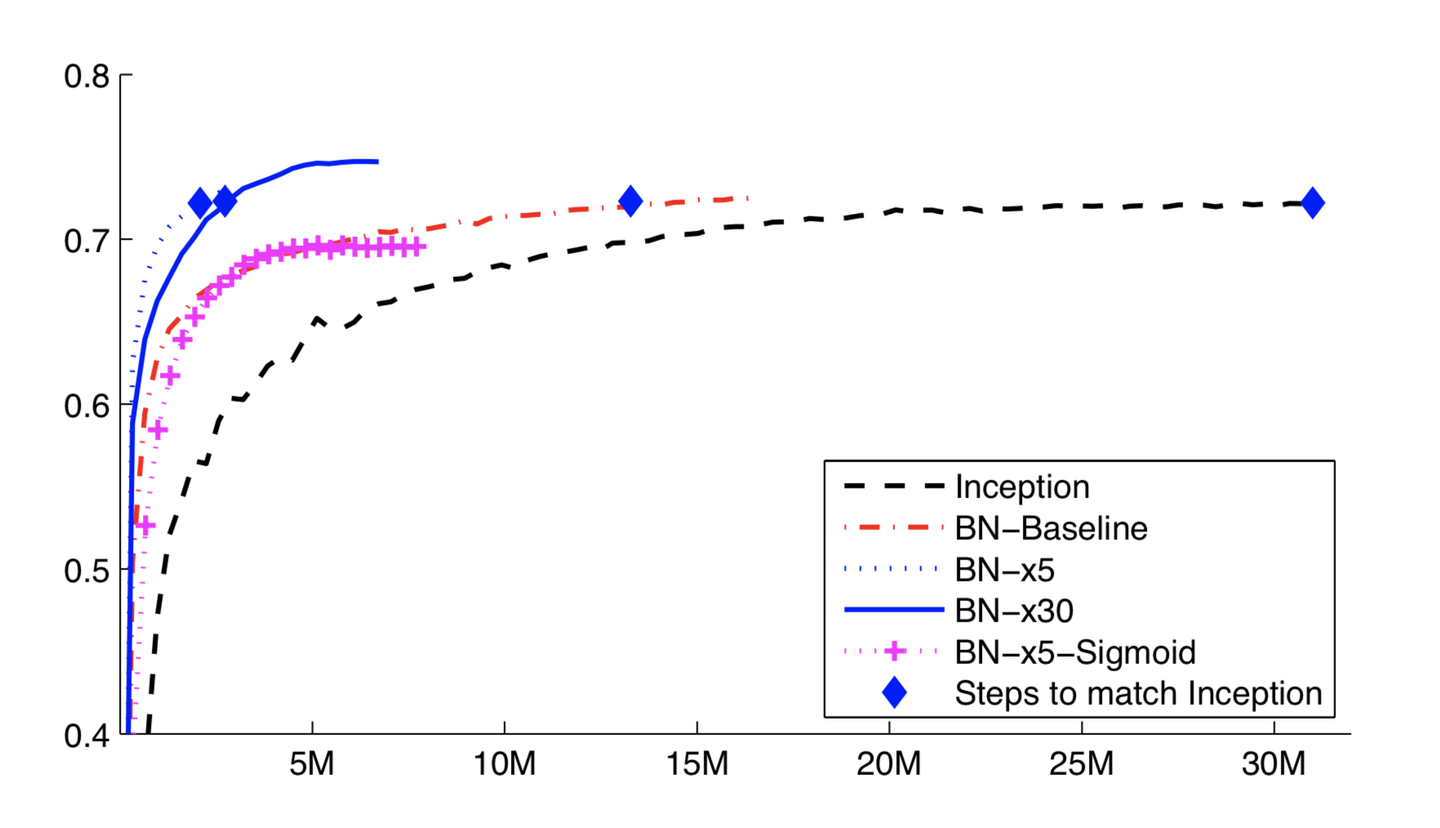 0.8
0.7
0.6
0.5
0.4
5M
10M
15M
20M
25M
30M
Inception
BN−Baseline
BN−x5
BN−x30
BN−x5−Sigmoid
Steps to match Inception